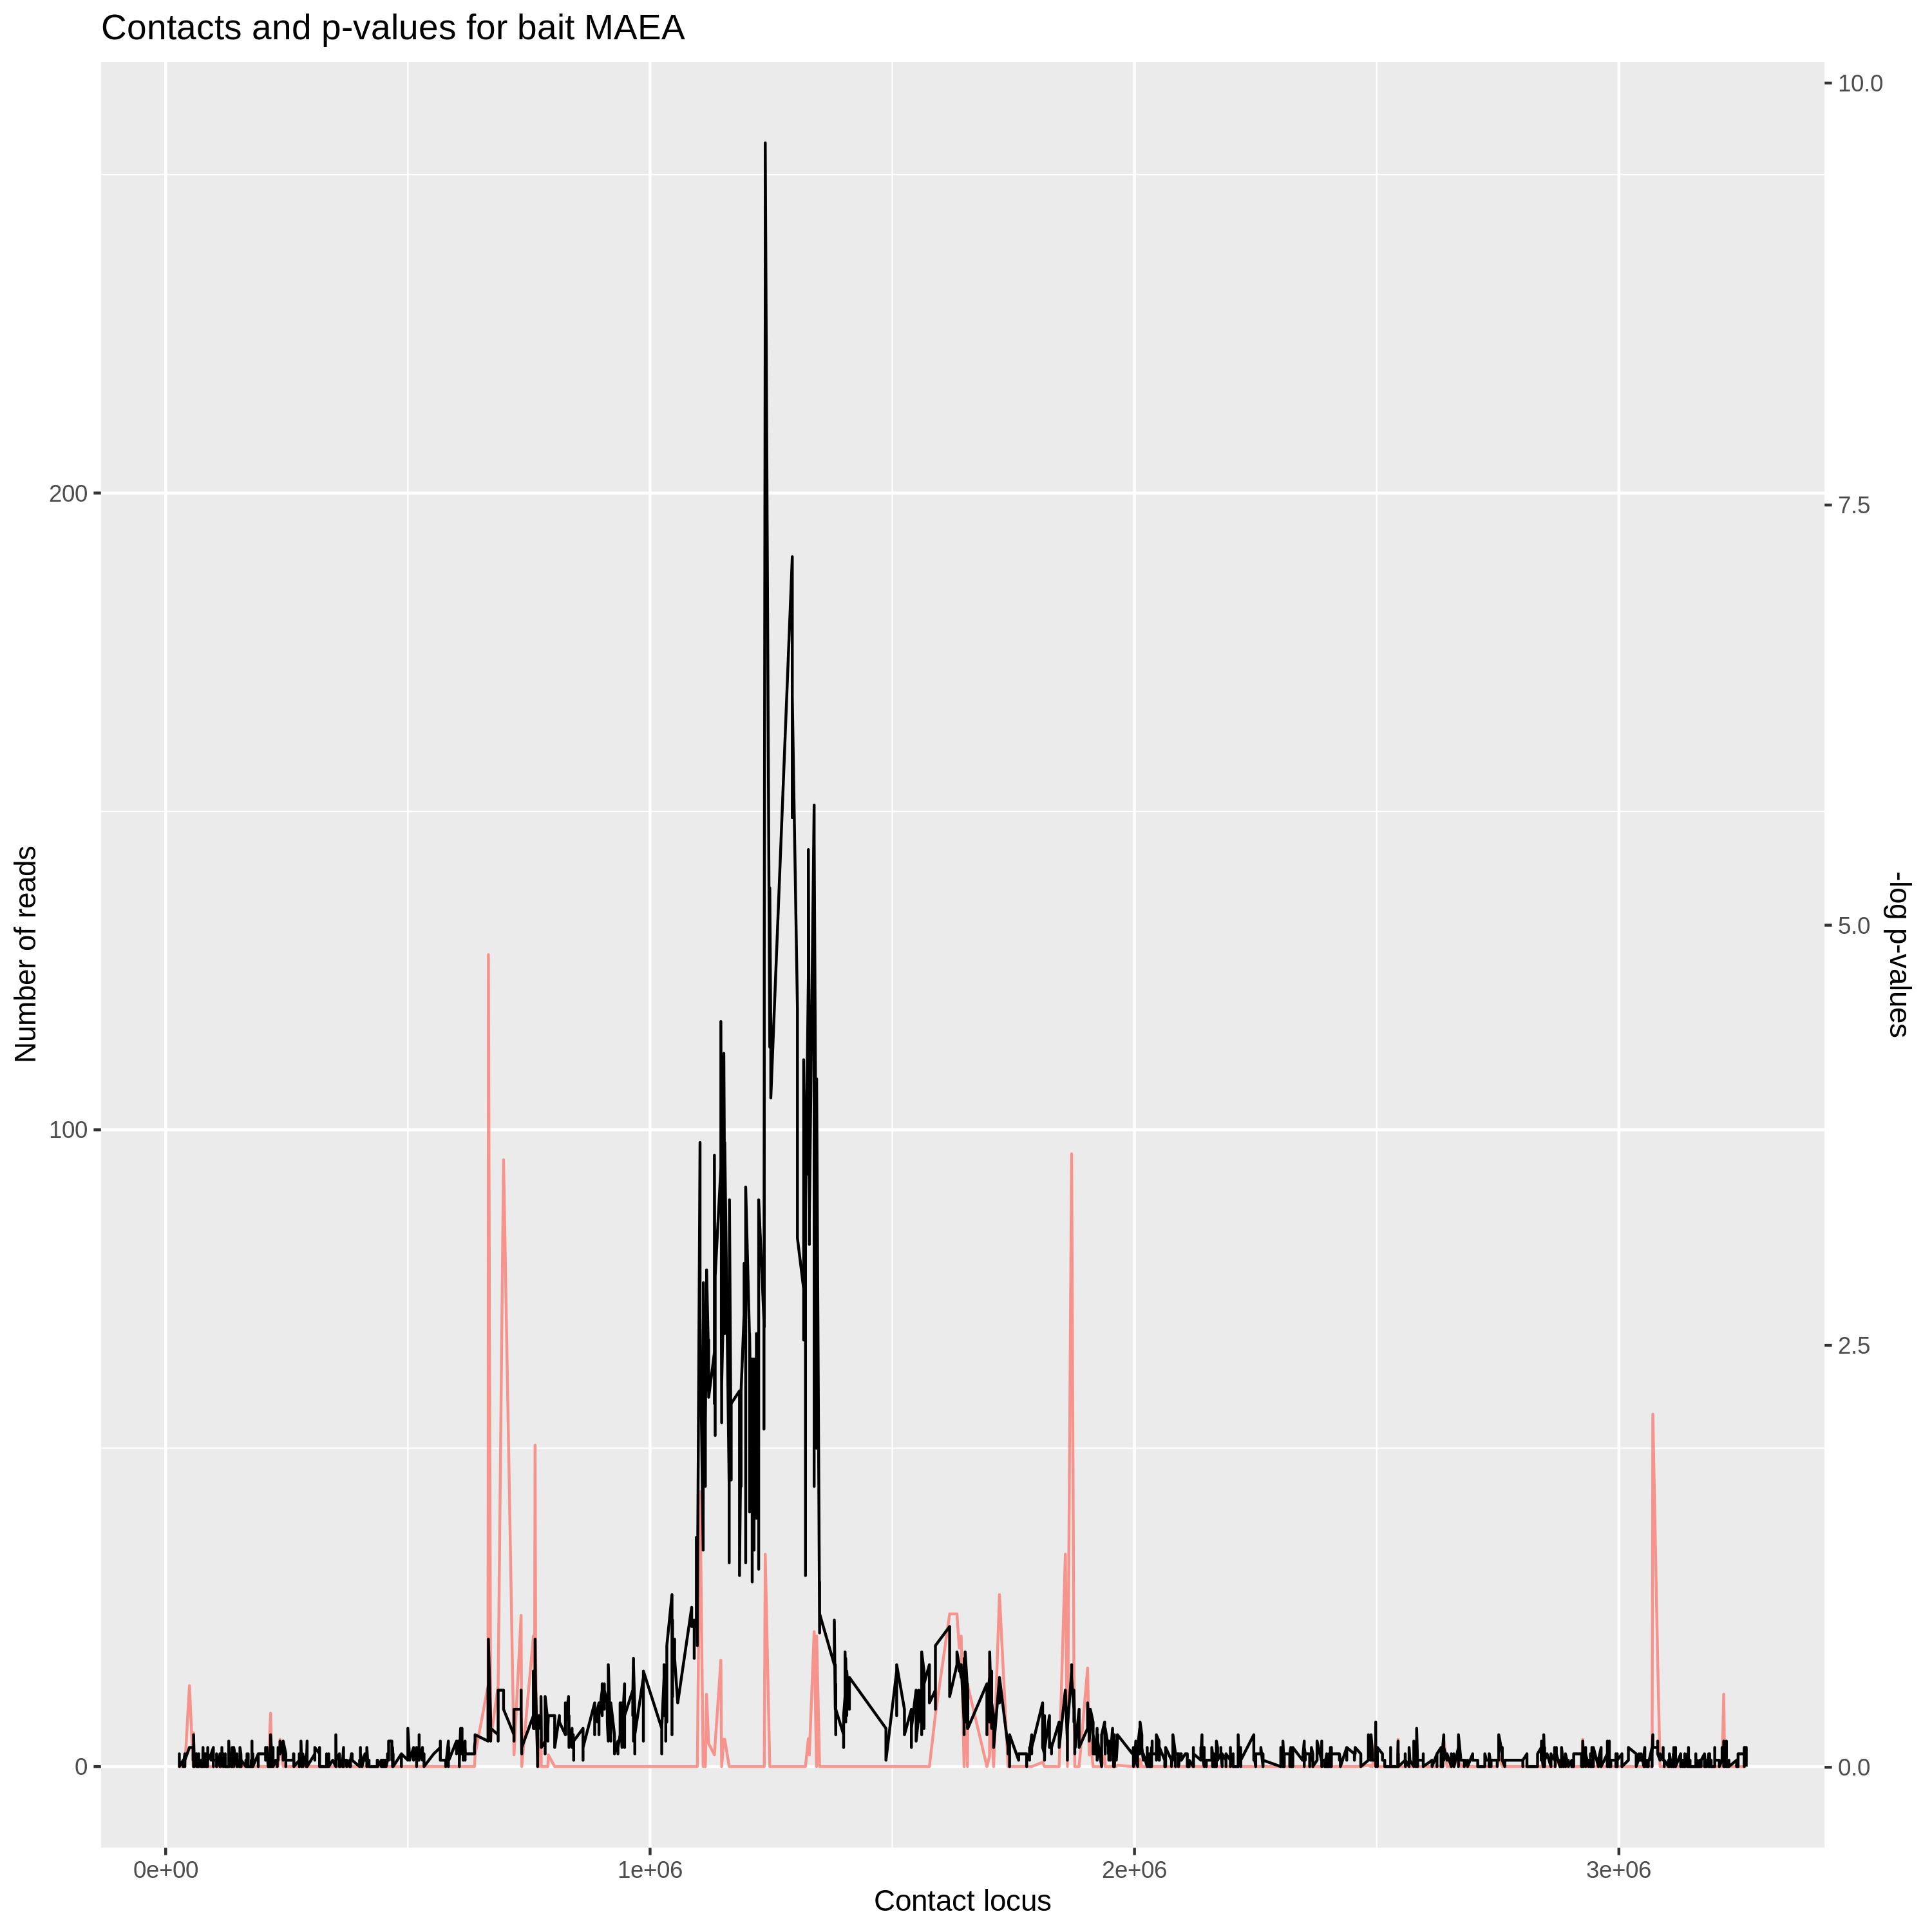 Contacts and p-values for bait MAEA
10.0
200
7.5
Number of reads
-log p-values
5.0
100
2.5
0
0.0
0e+00
1e+06
2e+06
3e+06
Contact locus